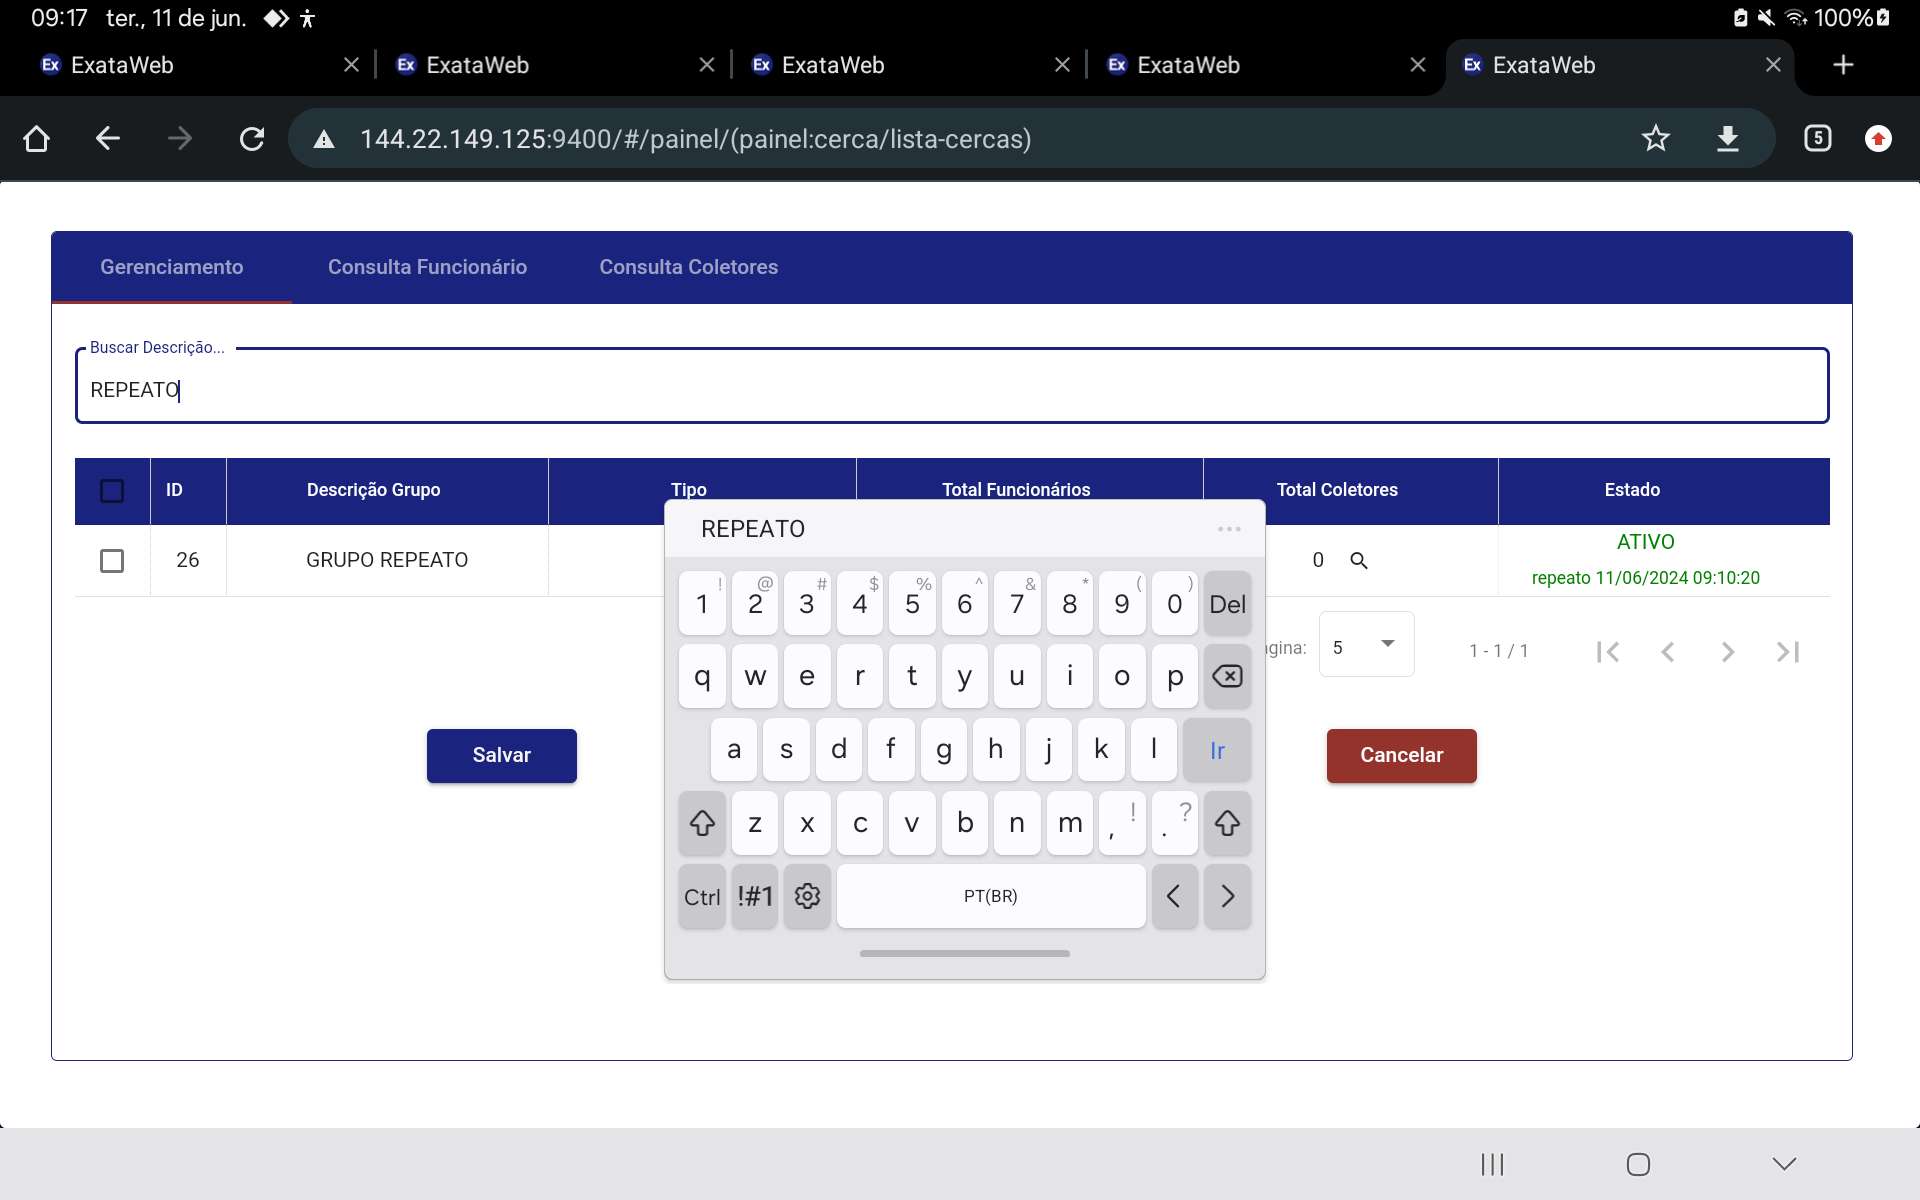 09:17 ter., 11 de jun. 100%
Ex ExataWeb Ex ExataWeb Ex ExataWeb Ex ExataWeb Ex ExataWeb
144.22.149.125:9400/#/painel/(painel:cerca/lista-cercas) 5
Gerenciamento Consulta Funcionário Consulta Coletores
Buscar Descrição...
REPEATO
ID Descrição Grupo Tipo Total Funcionários Total Coletores Estado
26 GRUPO REPEATO 0 ATIVO
repeato 11/06/2024 09:10:20
gina: 5 1 - 1 / 1
Salvar Cancelar
REPEATO ...
! @ # $ % ^ & * ( )
1 2 3 4 5 6 7 8 9 0 Del
q w e r t y u i o p
a s d f g h j k l Ir
z x c v b n m , ! . ?
Ctrl !#1 PT(BR) < >